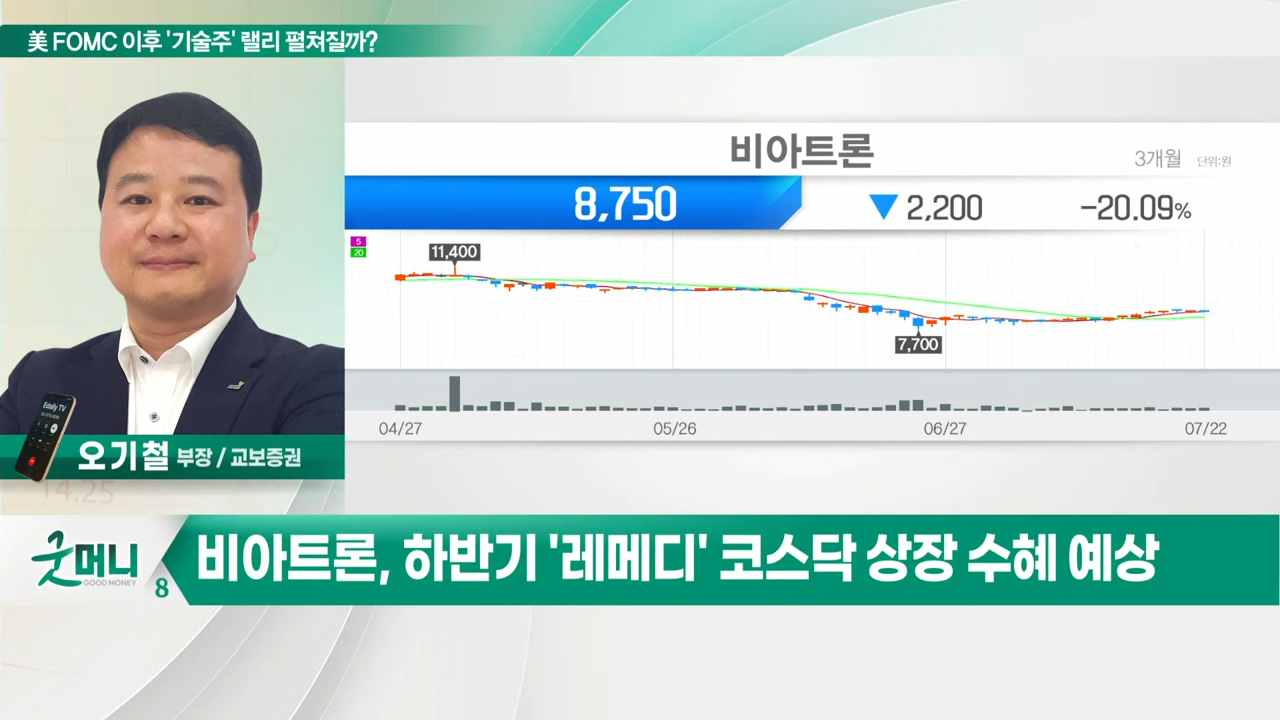 美 FOMC 이후 '기술주' 랠리 펼쳐질까?
비아트론
3개월 단위:원
8,750 ▼ 2,200 -20.09%
5
20
11,400
7,700
04/27 05/26 06/27 07/22
Edaily TV
오기철 부장 / 교보증권
14.25
굿머니
GOOD MONEY
8
비아트론, 하반기 '레메디' 코스닥 상장 수혜 예상